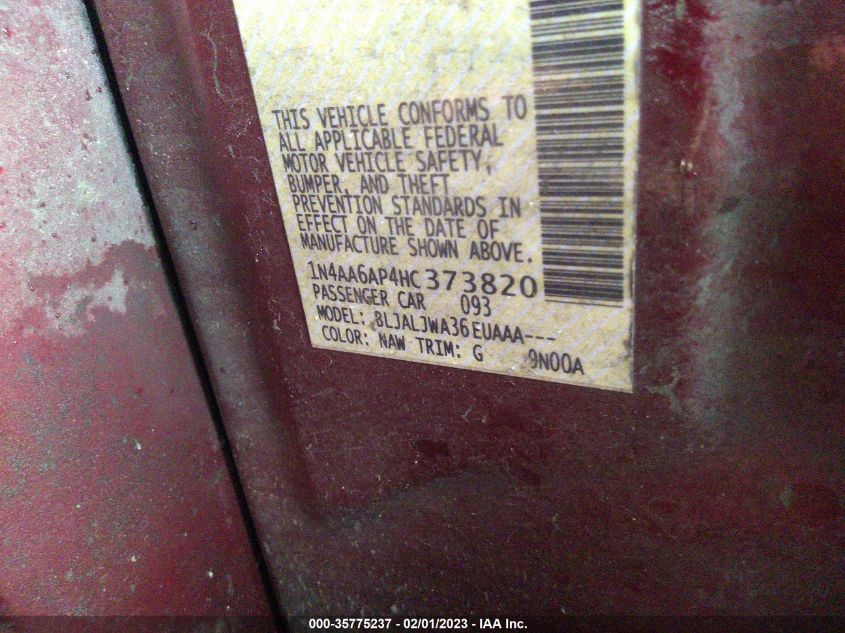 THIS VEHICLE CONFORMS TO
ALL APPLICABLE FEDERAL
MOTOR VEHICLE SAFETY,
BUMPER, AND THEFT
PREVENTION STANDARDS IN
EFFECT ON THE DATE OF
MANUFACTURE SHOWN ABOVE.
1N4AA6AP4HC373820
PASSENGER CAR 093
MODEL: BLJALJWA36EUAAA---
COLOR: NAW TRIM: G 9N00A
000-35775237 - 02/01/2023 - IAA Inc.